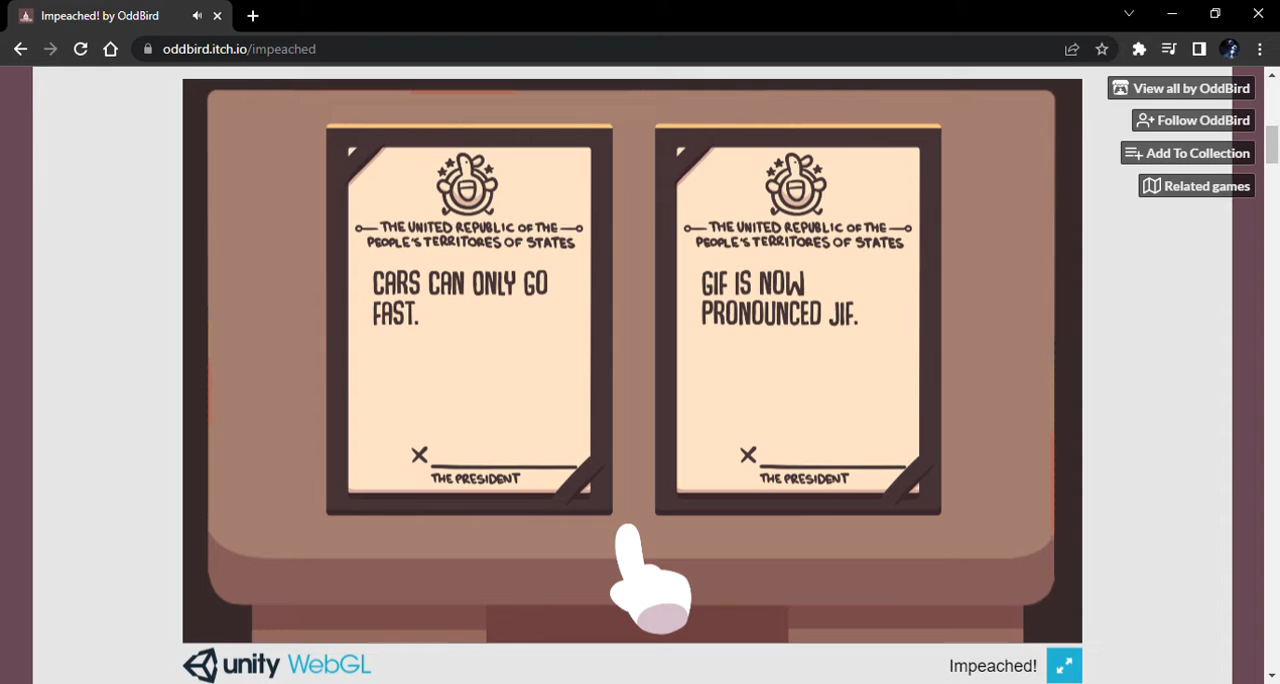 Impeached! by OddBird
oddbird.itch.io/impeached
View all by OddBird
Follow OddBird
Add To Collection
Related games
THE UNITED REPUBLIC OF THE
PEOPLE'S TERRITORES OF STATES
CARS CAN ONLY GO
FAST.
X
THE PRESIDENT
THE UNITED REPUBLIC OF THE
PEOPLE'S TERRITORES OF STATES
GIF IS NOW
PRONOUNCED JIF.
X
THE PRESIDENT
unity WebGL
Impeached!